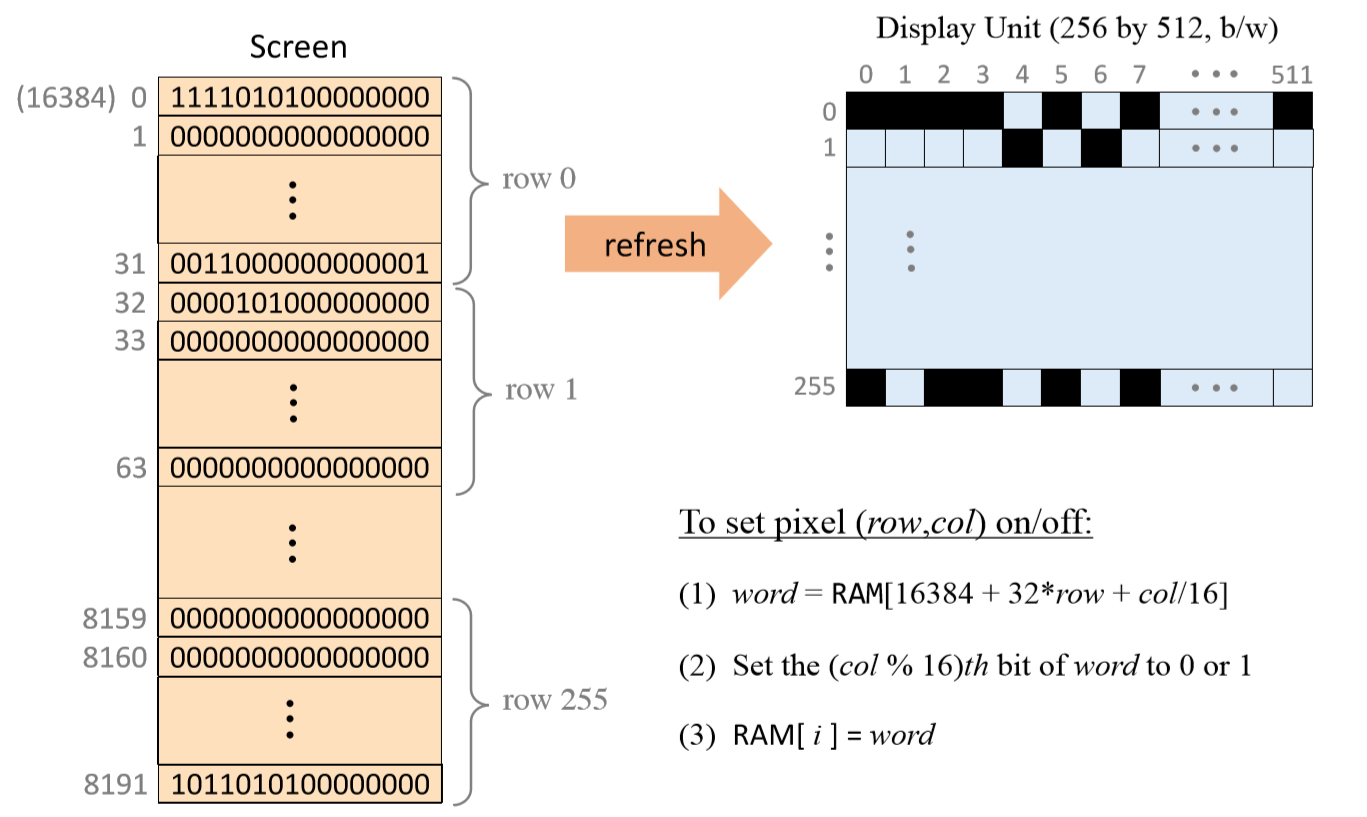 Screen
(16384) 0 1111010100000000
1 0000000000000000
⋮
31 0011000000000001
row 0
32 0000101000000000
33 0000000000000000
⋮
63 0000000000000000
row 1
⋮
8159 0000000000000000
8160 0000000000000000
⋮
8191 1011010100000000
row 255
refresh
Display Unit (256 by 512, b/w)
0 1 2 3 4 5 6 7 • • • 511
0 • • •
1 • • •
⋮ ⋮
255 • • •
To set pixel (row,col) on/off:
(1) word = RAM[16384 + 32*row + col/16]
(2) Set the (col % 16)th bit of word to 0 or 1
(3) RAM[ i ] = word